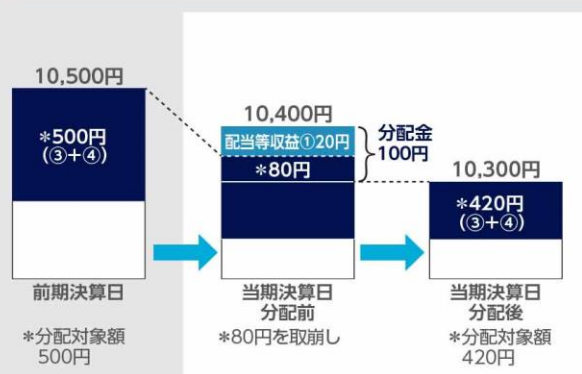 10,500円
*500円
(③+④)
前期決算日
*分配対象額
500円
10,400円
配当等収益①20円
*80円
分配金
100円
当期決算日
分配前
*80円を取崩し
10,300円
*420円
(③+④)
当期決算日
分配後
*分配対象額
420円